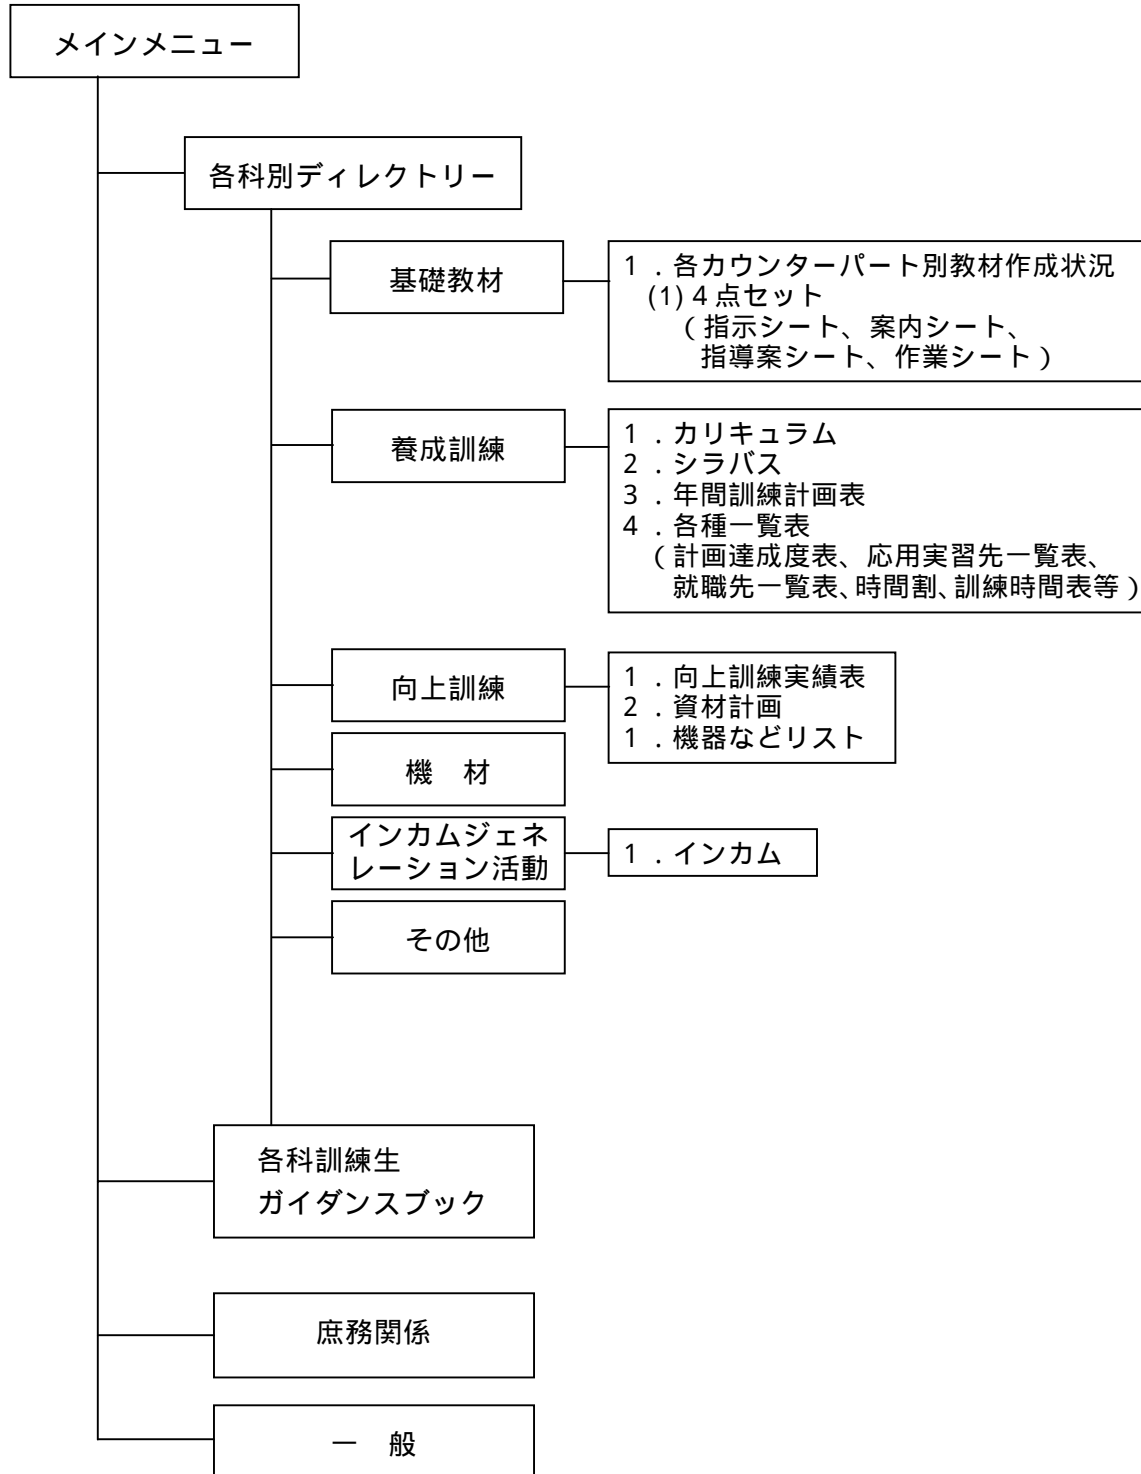 メインメニュー
各科別ディレクトリー
基礎教材
1．各カウンターパート別教材作成状況
(1)4点セット
（指示シート、案内シート、
指導案シート、作業シート）
養成訓練
1．カリキュラム
2．シラバス
3．年間訓練計画表
4．各種一覧表
（計画達成度表、応用実習先一覧表、
就職先一覧表、時間割、訓練時間表等）
向上訓練
1．向上訓練実績表
2．資材計画
1．機器などリスト
機　材
インカムジェネ
レーション活動
1．インカム
その他
各科訓練生
ガイダンスブック
庶務関係
一　般